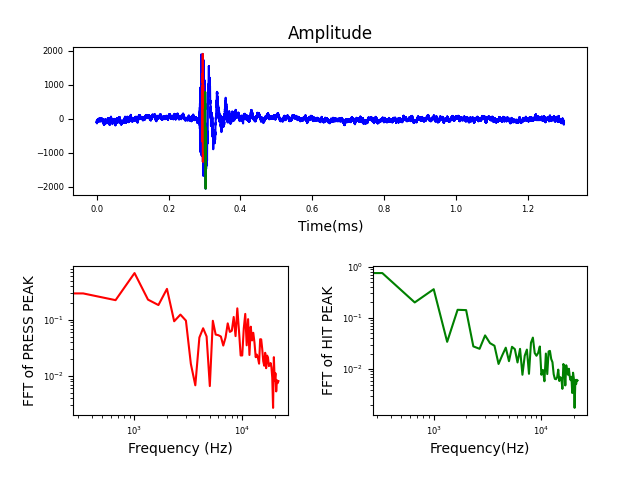 Amplitude
2000
1000
0
−1000
−2000
0.0 0.2 0.4 0.6 0.8 1.0 1.2
Time(ms)
FFT of PRESS PEAK
10⁻¹
10⁻²
10³ 10⁴
Frequency (Hz)
FFT of HIT PEAK
10⁰
10⁻¹
10⁻²
10³ 10⁴
Frequency(Hz)